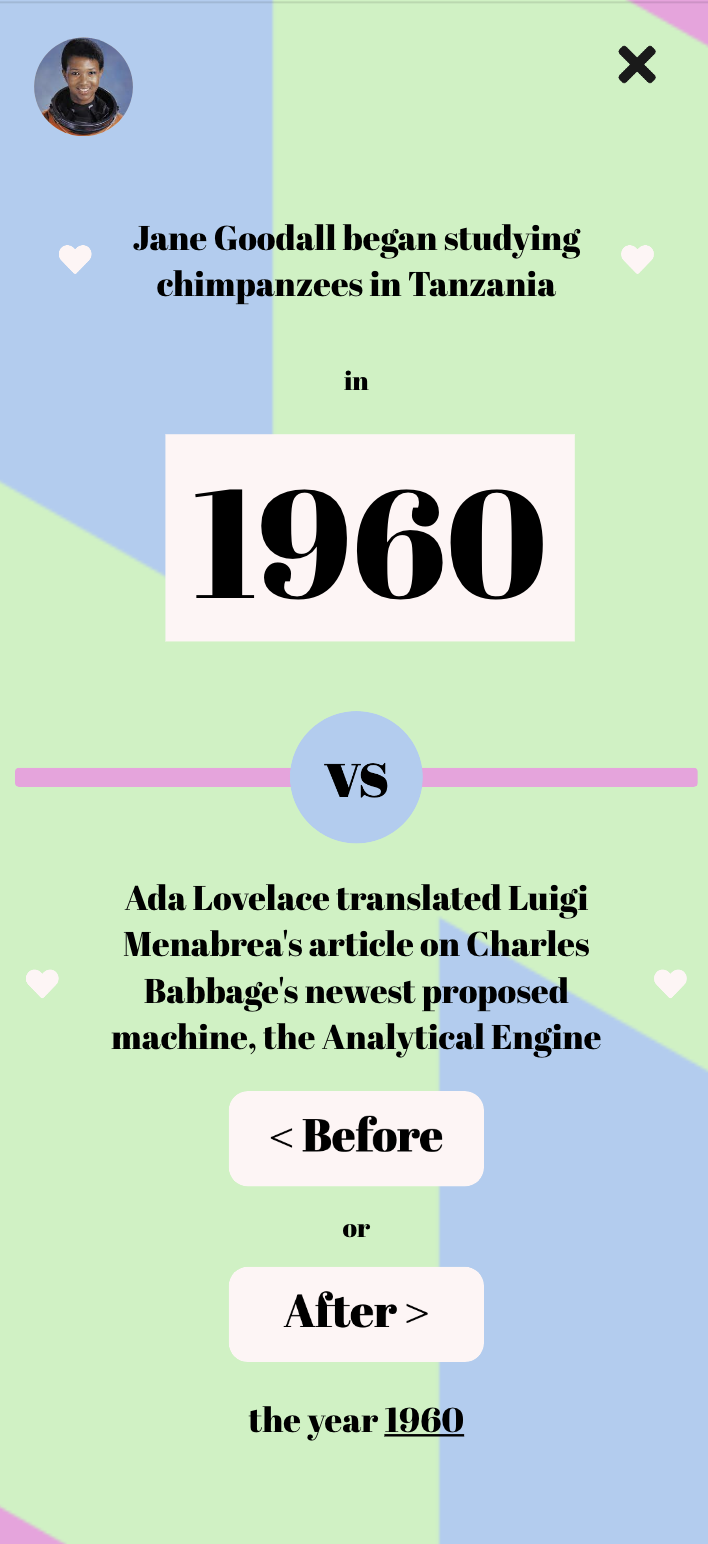 Jane Goodall began studying
chimpanzees in Tanzania
in
1960
vs
Ada Lovelace translated Luigi
Menabrea's article on Charles
Babbage's newest proposed
machine, the Analytical Engine
< Before
or
After >
the year 1960